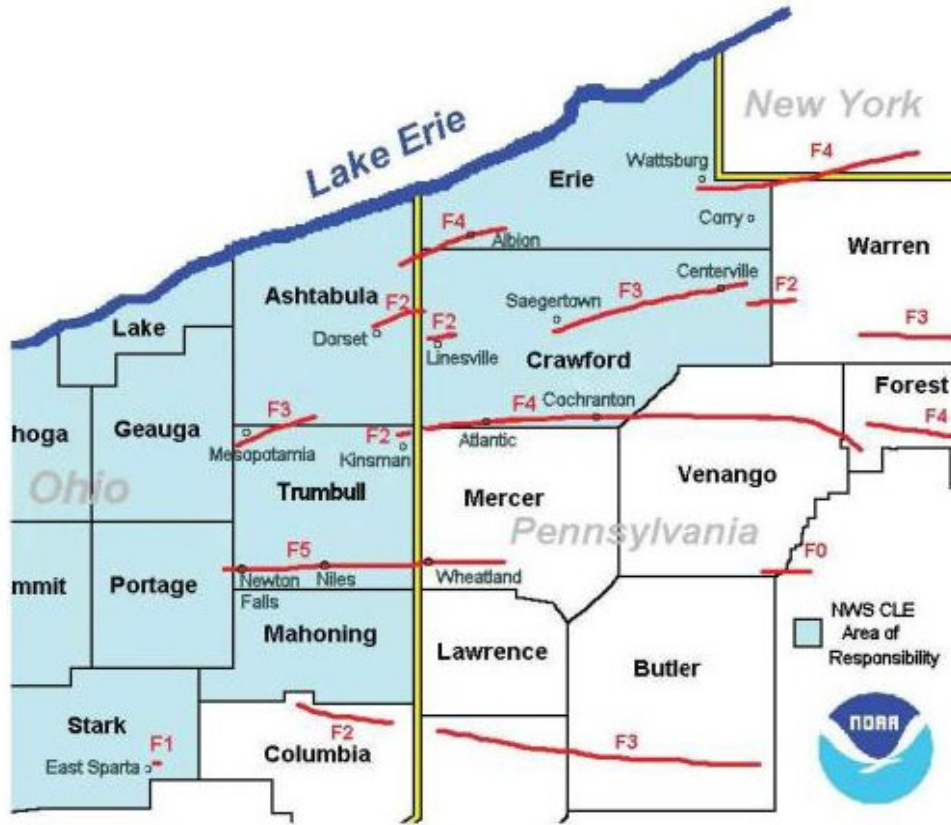 New York
Lake Erie
Wattsburg
F4
Erie
Corry
F4
Albion
Warren
Ashtabula
Centerville
Saegertown
F3
F2
F2
F2
Lake
Dorset
Linesville
F3
Crawford
Forest
Cochranton
F3
F4
hoga
Geauga
F2
Atlantic
F4
Mesopotamia
Kinsman
Ohio
Trumbull
Mercer
Venango
Pennsylvania
F5
F0
mmit
Portage
Newton
Falls
Niles
Wheatland
NWS CLE
Area of
Responsibility
Mahoning
Lawrence
Butler
Stark
F2
F3
NOAA
Columbia
F1
East Sparta